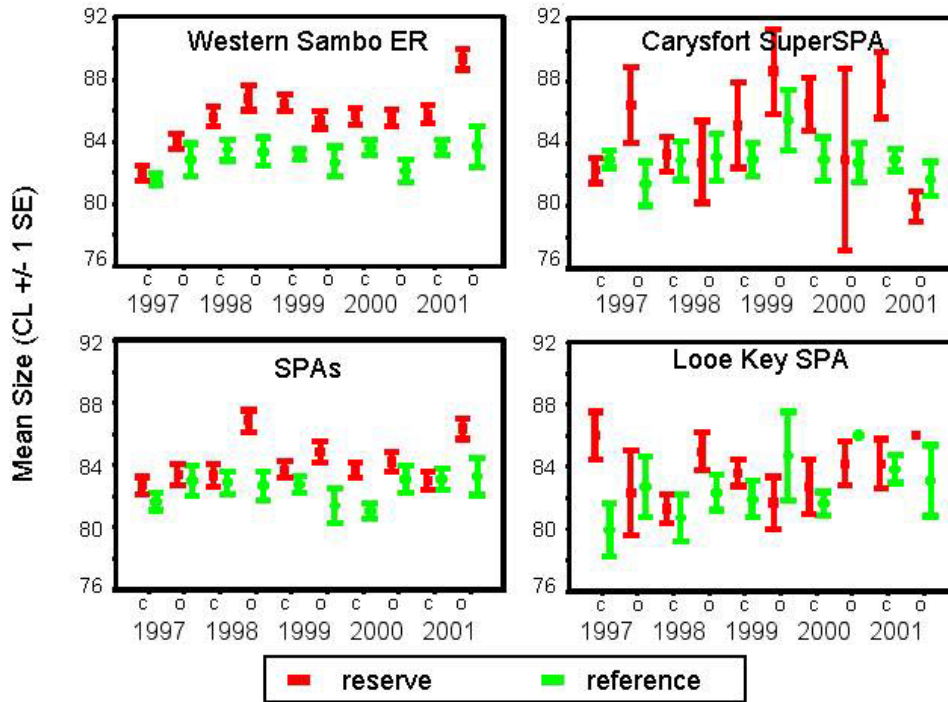 Mean Size (CL +/- 1 SE)
Western Sambo ER
92
88
84
80
76
c o c o c o c o c o
1997 1998 1999 2000 2001
Carysfort SuperSPA
92
88
84
80
76
c o c o c o c o c o
1997 1998 1999 2000 2001
SPAs
92
88
84
80
76
c o c o c o c o c o
1997 1998 1999 2000 2001
Looe Key SPA
92
88
84
80
76
c o c o c o c o c o
1997 1998 1999 2000 2001
reserve reference